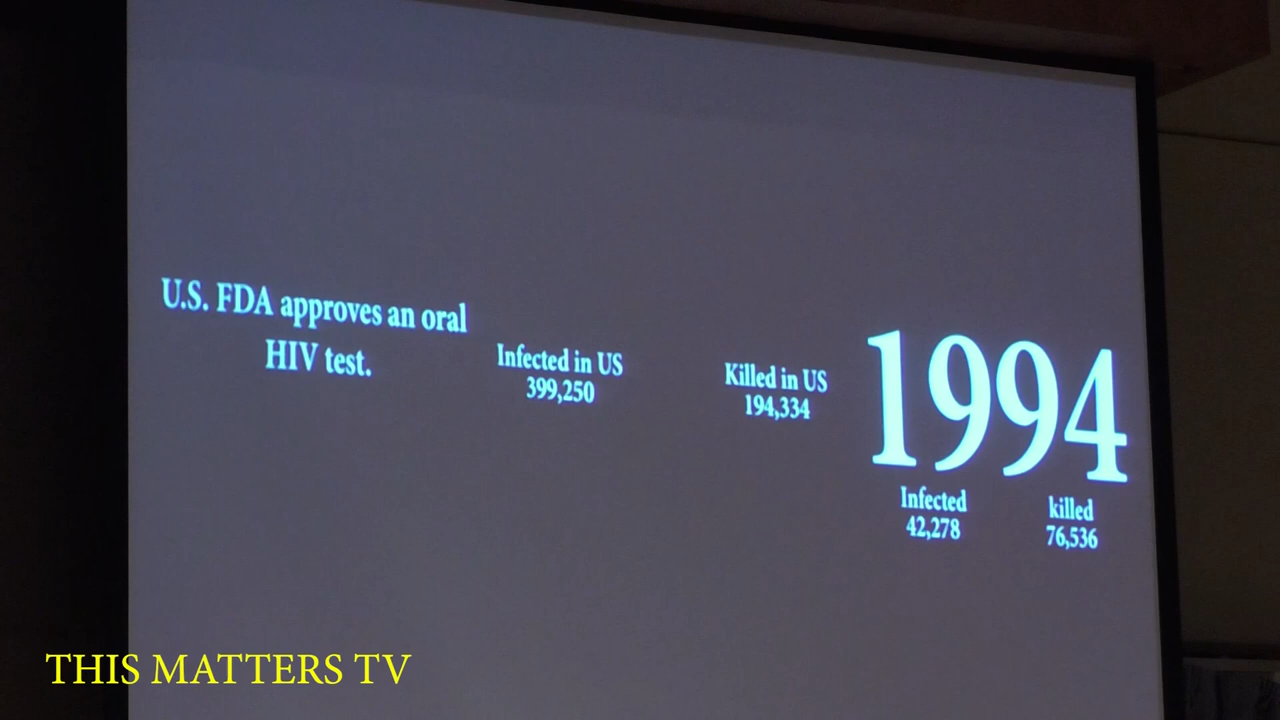 U.S. FDA approves an oral
HIV test.
Infected in US
399,250
Killed in US
194,334
1994
Infected
42,278
killed
76,536
THIS MATTERS TV